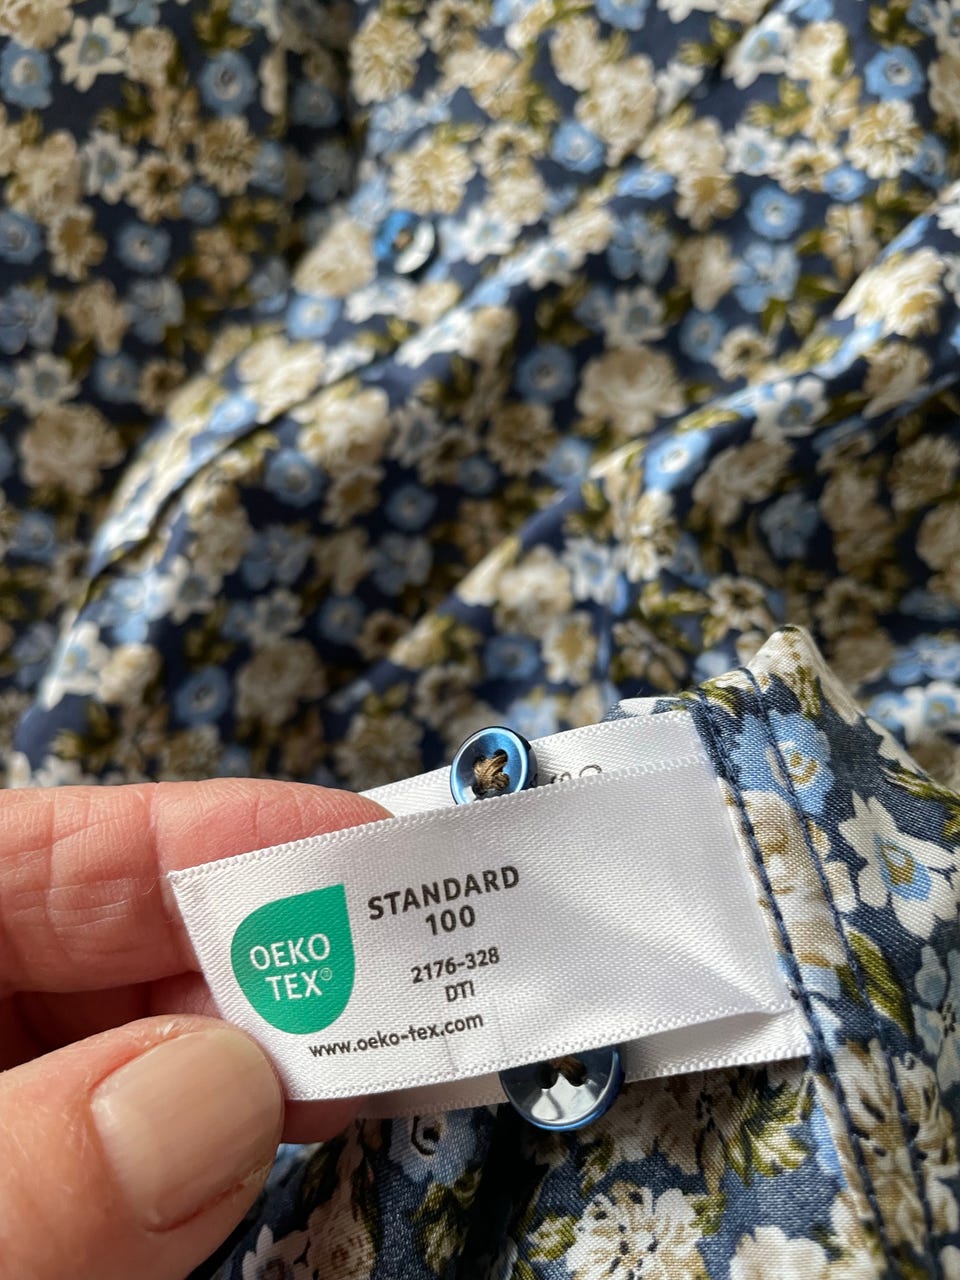 OEKO
TEX®
STANDARD
100
2176-328
DTI
www.oeko-tex.com